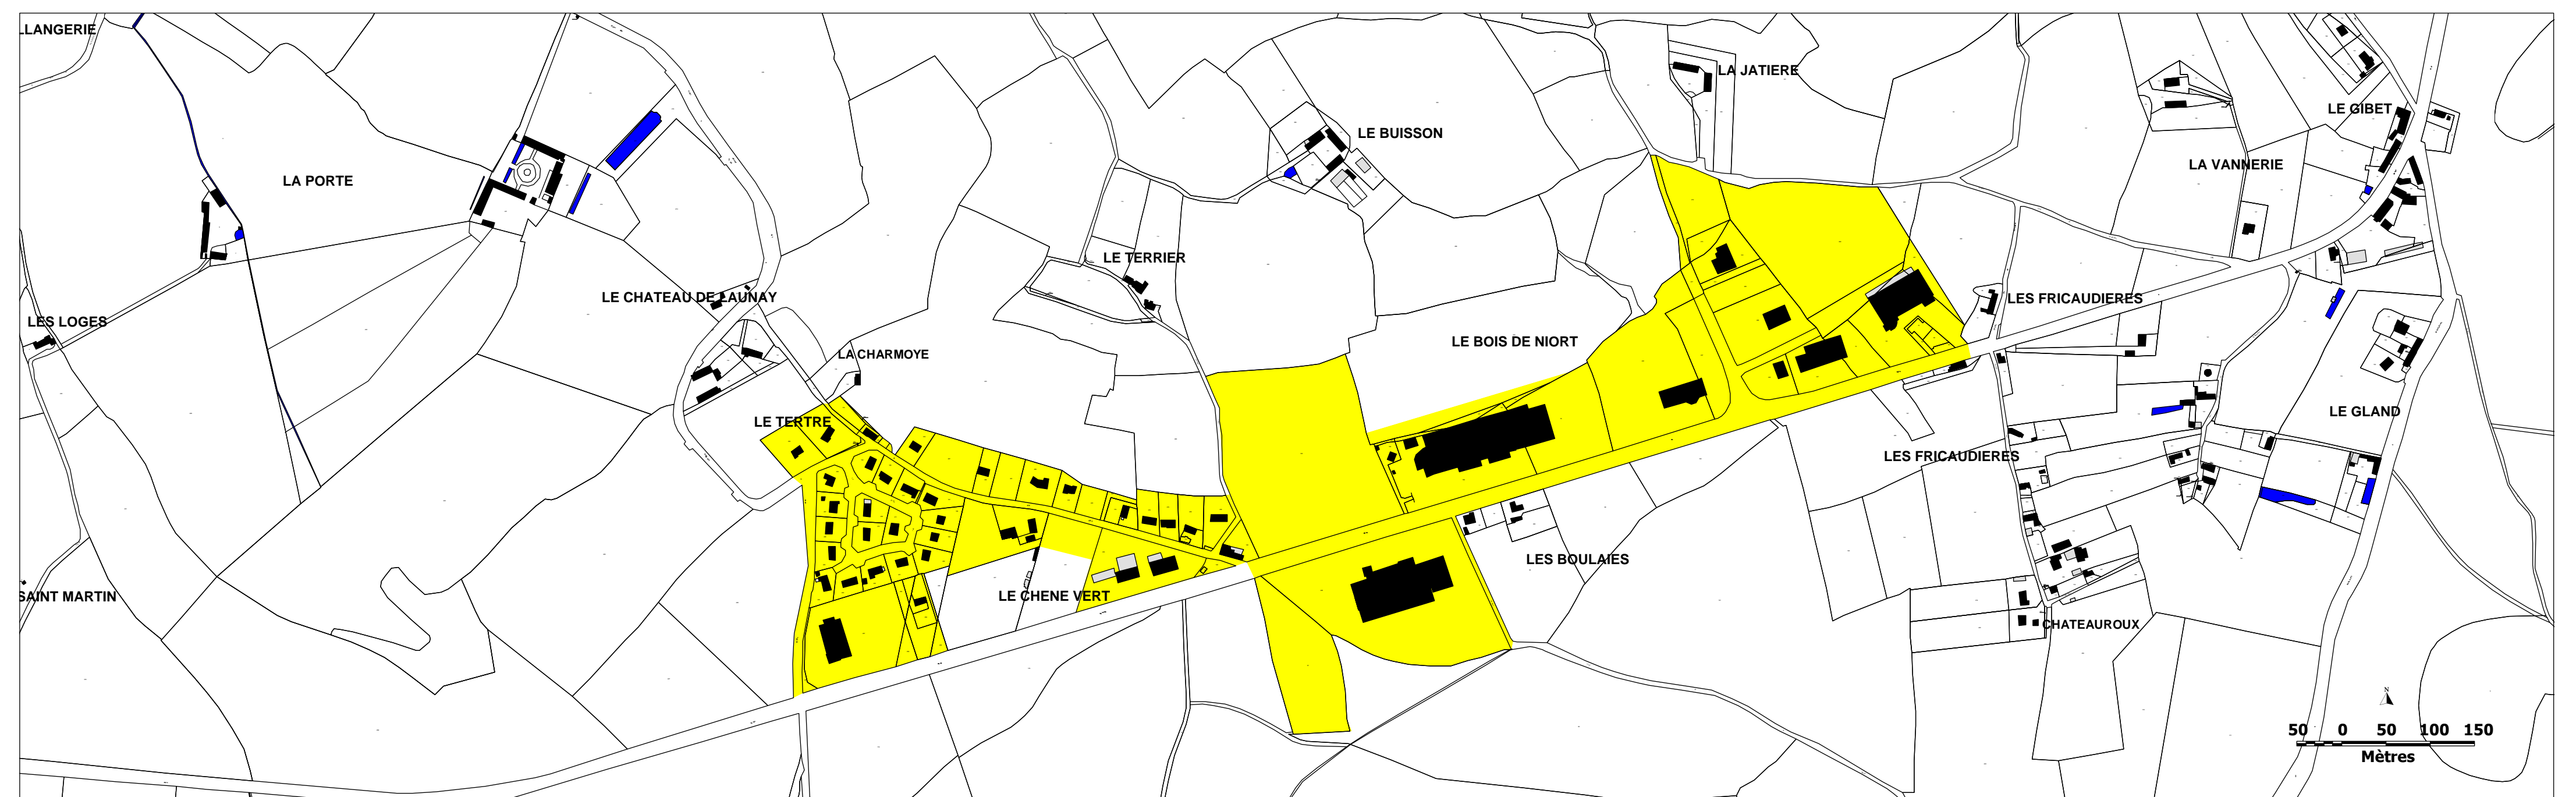 LLANGERIE
LA JATIERE
LE GIBET
LE BUISSON
LA VANNERIE
LA PORTE
LE TERRIER
LE CHATEAU DE LAUNAY
LES FRICAUDIERES
LES LOGES
LE BOIS DE NIORT
LA CHARMOYE
LE GLAND
LE TERTRE
LES FRICAUDIERES
LES BOULAIES
SAINT MARTIN
LE CHENE VERT
CHATEAUROUX
N
50 0 50 100 150
Mètres